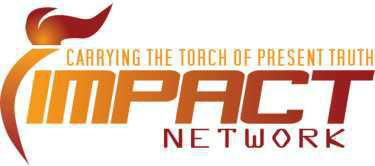 CARRYING THE TORCH OF PRESENT TRUTH
IMPACT
NETWORK